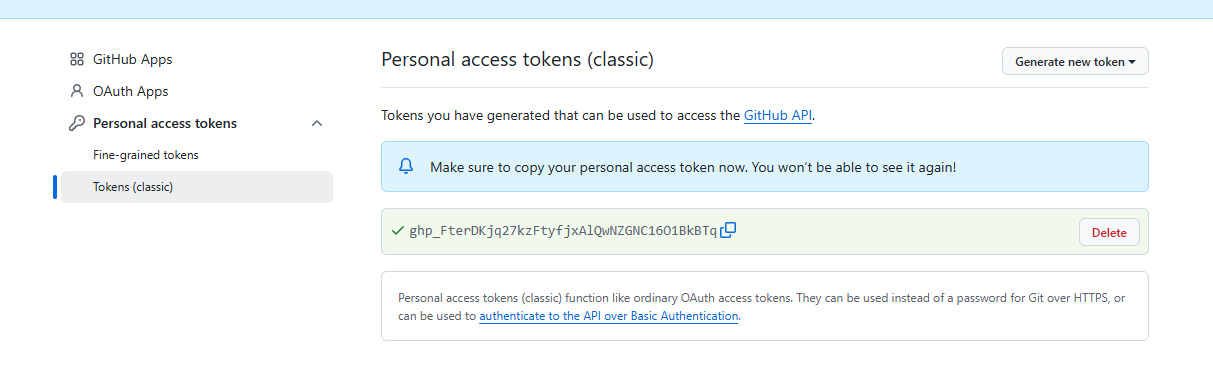 GitHub Apps
OAuth Apps
Personal access tokens
Fine-grained tokens
Tokens (classic)
Personal access tokens (classic)
Generate new token
Tokens you have generated that can be used to access the GitHub API.
Make sure to copy your personal access token now. You won't be able to see it again!
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
Delete
Personal access tokens (classic) function like ordinary OAuth access tokens. They can be used instead of a password for Git over HTTPS, or
can be used to authenticate to the API over Basic Authentication.